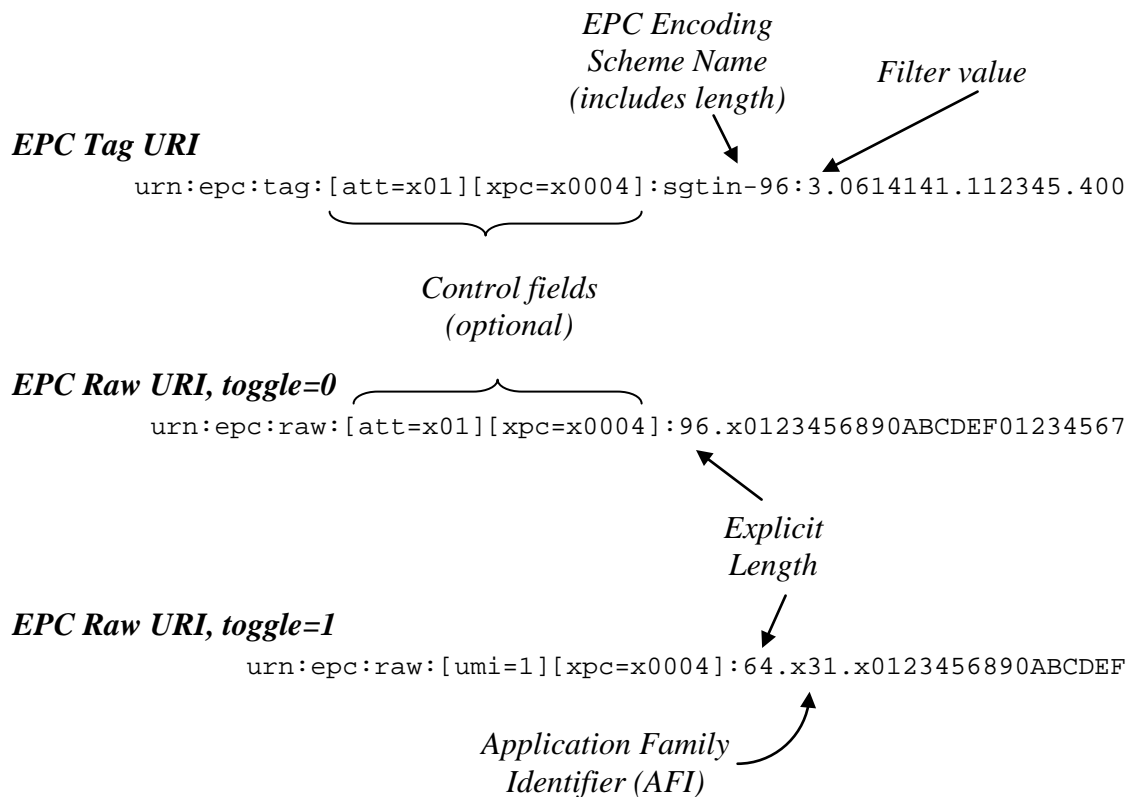 EPC Encoding
Scheme Name
(includes length)
Filter value
EPC Tag URI
urn:epc:tag:[att=x01][xpc=x0004]:sgtin-96:3.0614141.112345.400
Control fields
(optional)
EPC Raw URI, toggle=0
urn:epc:raw:[att=x01][xpc=x0004]:96.x0123456890ABCDEF01234567
Explicit
Length
EPC Raw URI, toggle=1
urn:epc:raw:[umi=1][xpc=x0004]:64.x31.x0123456890ABCDEF
Application Family
Identifier (AFI)